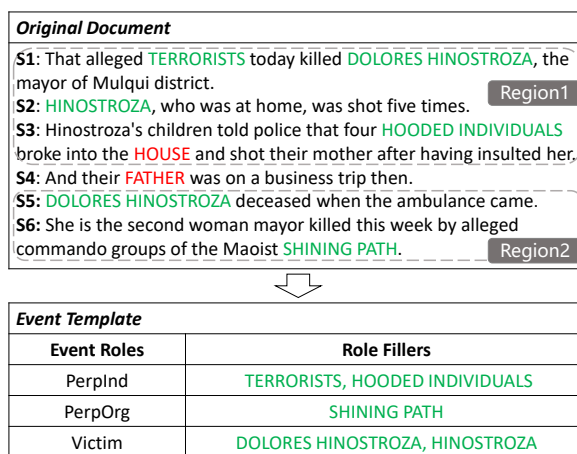 Original Document
S1: That alleged TERRORISTS today killed DOLORES HINOSTROZA, the
mayor of Mulqui district.
Region1
S2: HINOSTROZA, who was at home, was shot five times.
S3: Hinostroza's children told police that four HOODED INDIVIDUALS
broke into the HOUSE and shot their mother after having insulted her.
S4: And their FATHER was on a business trip then.
S5: DOLORES HINOSTROZA deceased when the ambulance came.
S6: She is the second woman mayor killed this week by alleged
commando groups of the Maoist SHINING PATH.
Region2
Event Template
Event Roles Role Fillers
PerpInd TERRORISTS, HOODED INDIVIDUALS
PerpOrg SHINING PATH
Victim DOLORES HINOSTROZA, HINOSTROZA